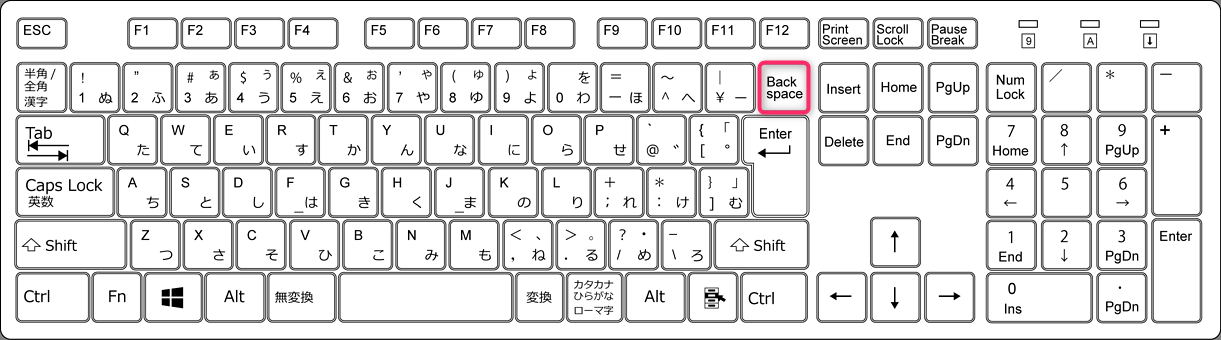 ESC F1 F2 F3 F4 F5 F6 F7 F8 F9 F10 F11 F12 Print Screen Scroll Lock Pause Break 9 A ⬇
半角/
全角
漢字
! 1 ぬ
" 2 ふ
# ぁ 3 あ
$ ぅ 4 う
% ぇ 5 え
& ぉ 6 お
' ゃ 7 や
( ゅ 8 ゆ
) ょ 9 よ
を 0 わ
= ー ほ
～ ^ へ
| ￥ ー
Back
space
Insert Home PgUp
Num
Lock
／ * －
Tab
Q た
W て
E い
R す
T か
Y ん
U な
I に
O ら
P せ
` @ ゛
{ 「 [ °
Enter
Delete End PgDn
7 Home
8 ↑
9 PgUp
+
Caps Lock
英数
A ち
S と
D し
F _は
G き
H く
J _ま
K の
L り
+ ; れ
* : け
} 」 ] む
4 ←
5
6 →
⇧ Shift
Z つ
X さ
C そ
V ひ
B こ
N み
M も
< 、 , ね
> 。 . る
? ・ / め
_ \ ろ
⇧ Shift
↑
1 End
2 ↓
3 PgDn
Enter
Ctrl Fn Alt 無変換 変換
カタカナ
ひらがな
ローマ字
Alt Ctrl
← ↓ →
0 Ins
. PgDn